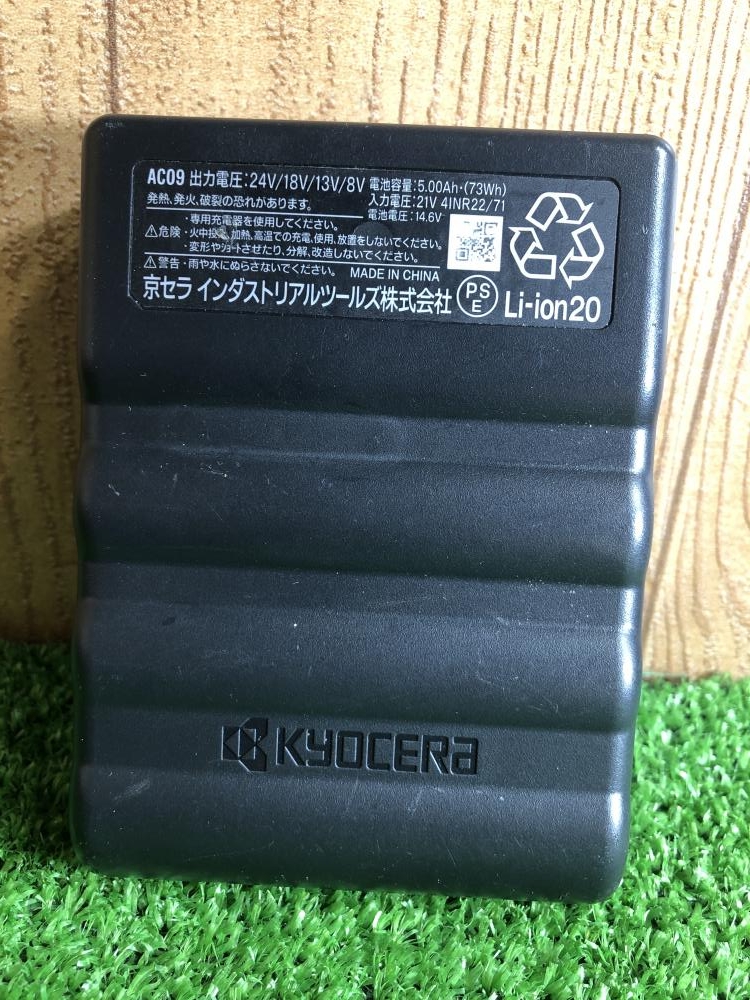 AC09 出力電圧:24V/18V/13V/8V 電池容量:5.00Ah・(73Wh)
発熱、発火、破裂の恐れがあります。 入力電圧:21V 4INR22/71
・専用充電器を使用してください。 電池電圧:14.6V
⚠危険・火中投入、加熱、高温での充電、使用、放置をしないでください。
・変形やショートさせたり、分解、改造しないでください。
⚠警告・雨や水にぬらさないでください。 MADE IN CHINA
京セラ インダストリアルツールズ株式会社 PSE Li-ion20
KYOCERA